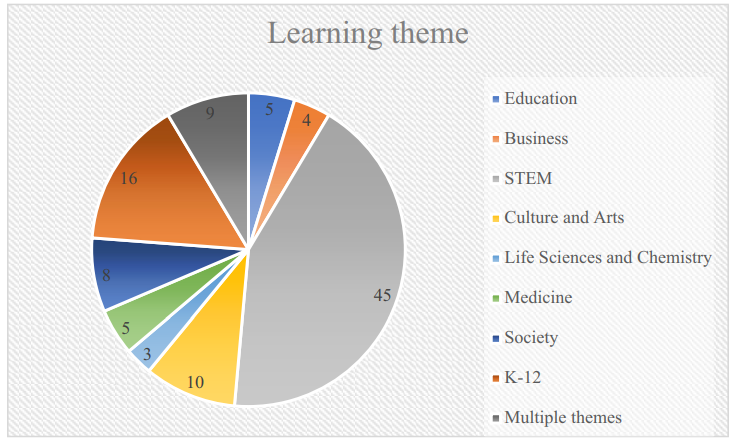 Learning theme
5
4
45
10
3
5
8
16
9
Education
Business
STEM
Culture and Arts
Life Sciences and Chemistry
Medicine
Society
K-12
Multiple themes